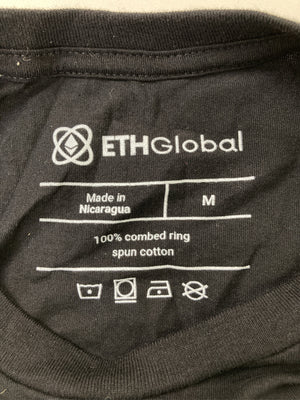 ETHGlobal
Made in
Nicaragua
M
100% combed ring
spun cotton